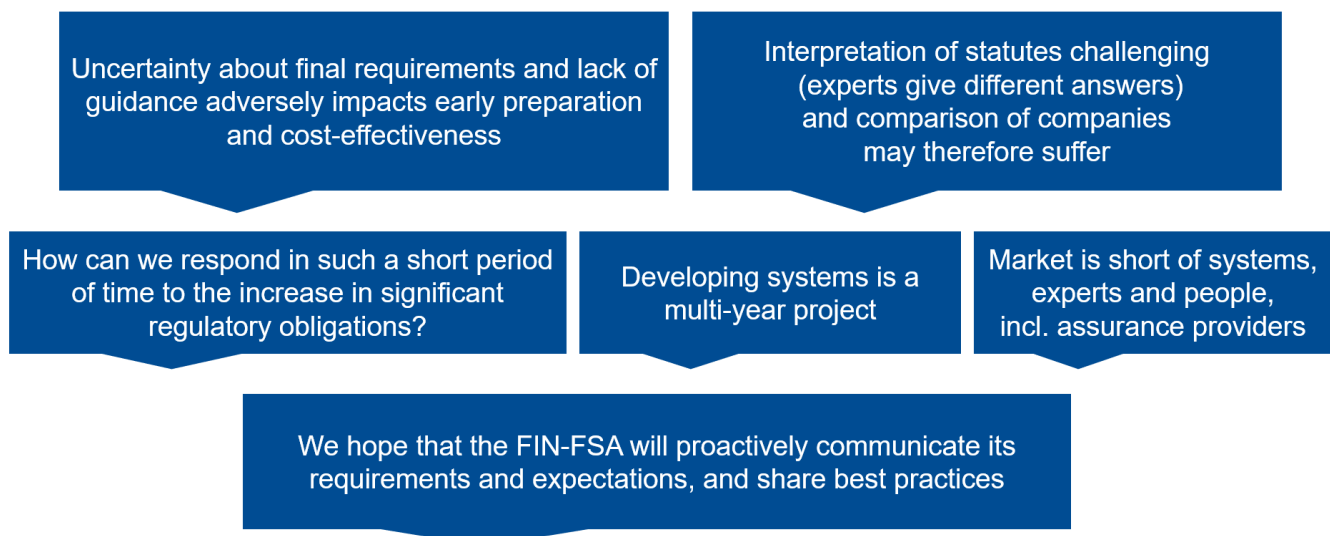 Uncertainty about final requirements and lack of
guidance adversely impacts early preparation
and cost-effectiveness
Interpretation of statutes challenging
(experts give different answers)
and comparison of companies
may therefore suffer
How can we respond in such a short period
of time to the increase in significant
regulatory obligations?
Developing systems is a
multi-year project
Market is short of systems,
experts and people,
incl. assurance providers
We hope that the FIN-FSA will proactively communicate its
requirements and expectations, and share best practices